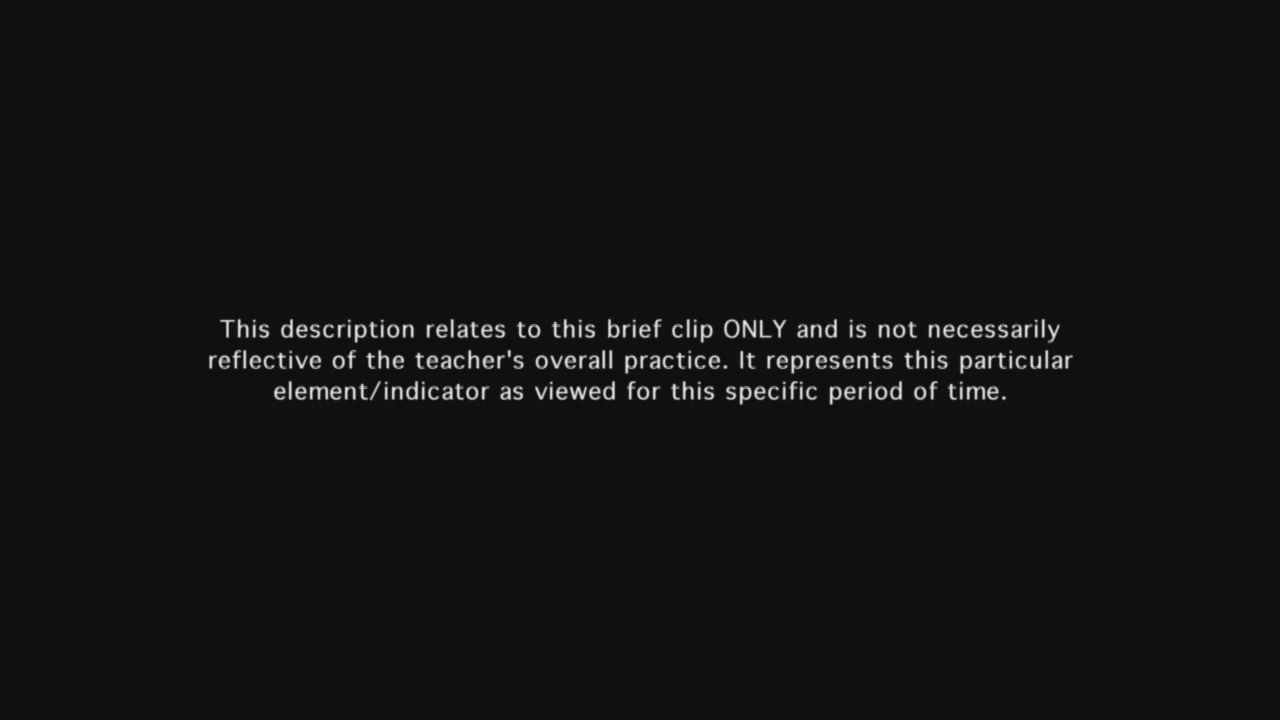 This description relates to this brief clip ONLY and is not necessarily
reflective of the teacher's overall practice. It represents this particular
element/indicator as viewed for this specific period of time.